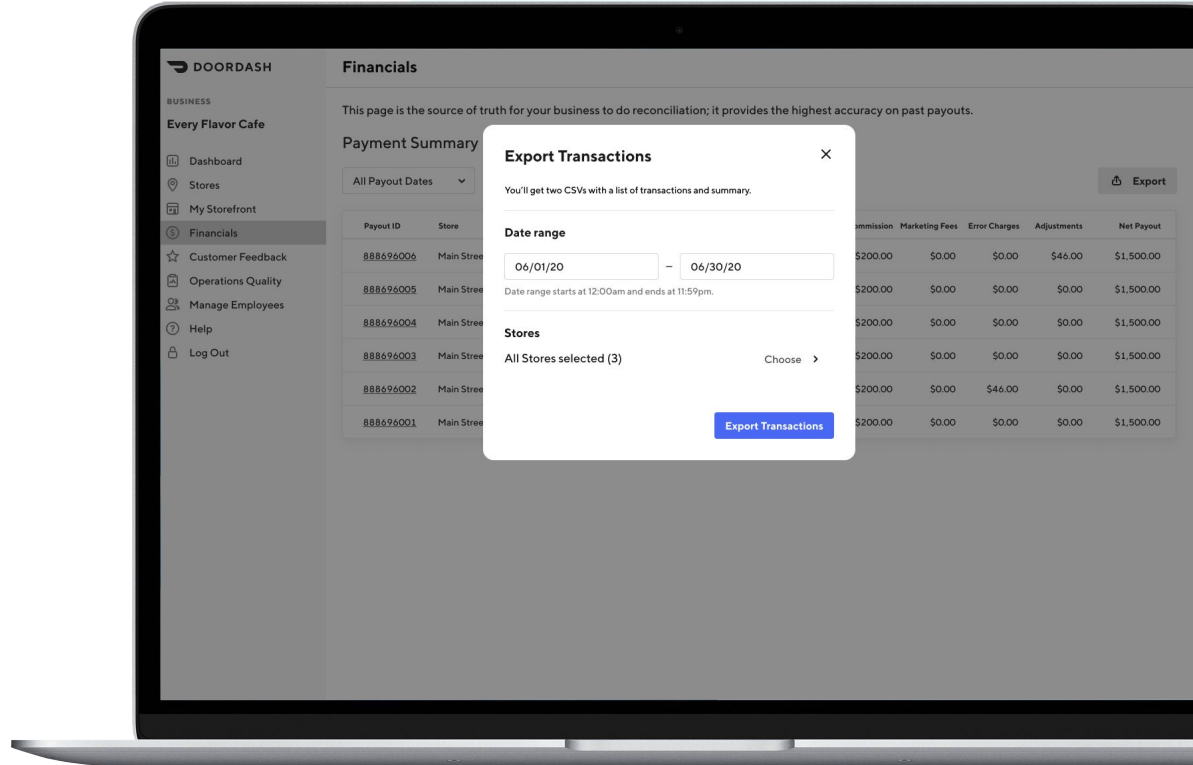 DOORDASH
BUSINESS
Every Flavor Cafe
Dashboard
Stores
My Storefront
Financials
Customer Feedback
Operations Quality
Manage Employees
Help
Log Out
Financials
This page is the source of truth for your business to do reconciliation; it provides the highest accuracy on past payouts.
Payment Summary
All Payout Dates
Export
Payout ID Store Marketing Fees Error Charges Adjustments Net Payout
888696006 Main $200.00 $0.00 $0.00 $46.00 $1,500.00
888696005 Main $200.00 $0.00 $0.00 $0.00 $1,500.00
888696004 Main $200.00 $0.00 $0.00 $0.00 $1,500.00
888696003 Main $200.00 $0.00 $0.00 $0.00 $1,500.00
888696002 Main $200.00 $0.00 $46.00 $0.00 $1,500.00
888696001 Main $200.00 $0.00 $0.00 $0.00 $1,500.00
Export Transactions
You'll get two CSVs with a list of transactions and summary.
Date range
06/01/20 – 06/30/20
Date range starts at 12:00am and ends at 11:59pm.
Stores
All Stores selected (3) Choose
Export Transactions